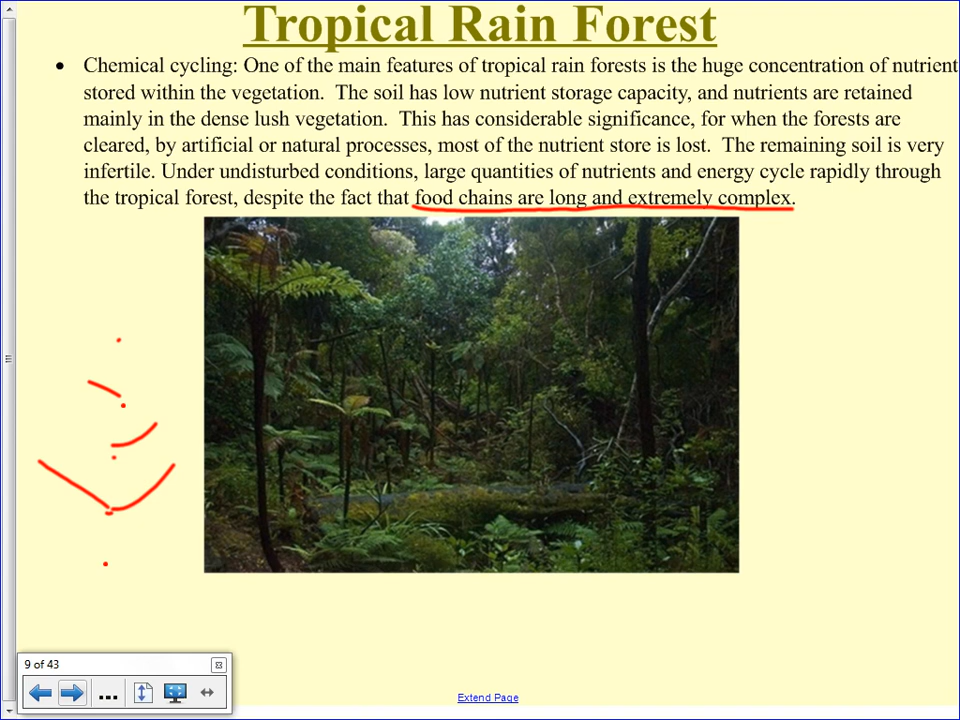 Tropical Rain Forest
• Chemical cycling: One of the main features of tropical rain forests is the huge concentration of nutrient
stored within the vegetation. The soil has low nutrient storage capacity, and nutrients are retained
mainly in the dense lush vegetation. This has considerable significance, for when the forests are
cleared, by artificial or natural processes, most of the nutrient store is lost. The remaining soil is very
infertile. Under undisturbed conditions, large quantities of nutrients and energy cycle rapidly through
the tropical forest, despite the fact that food chains are long and extremely complex.
9 of 43
...
Extend Page